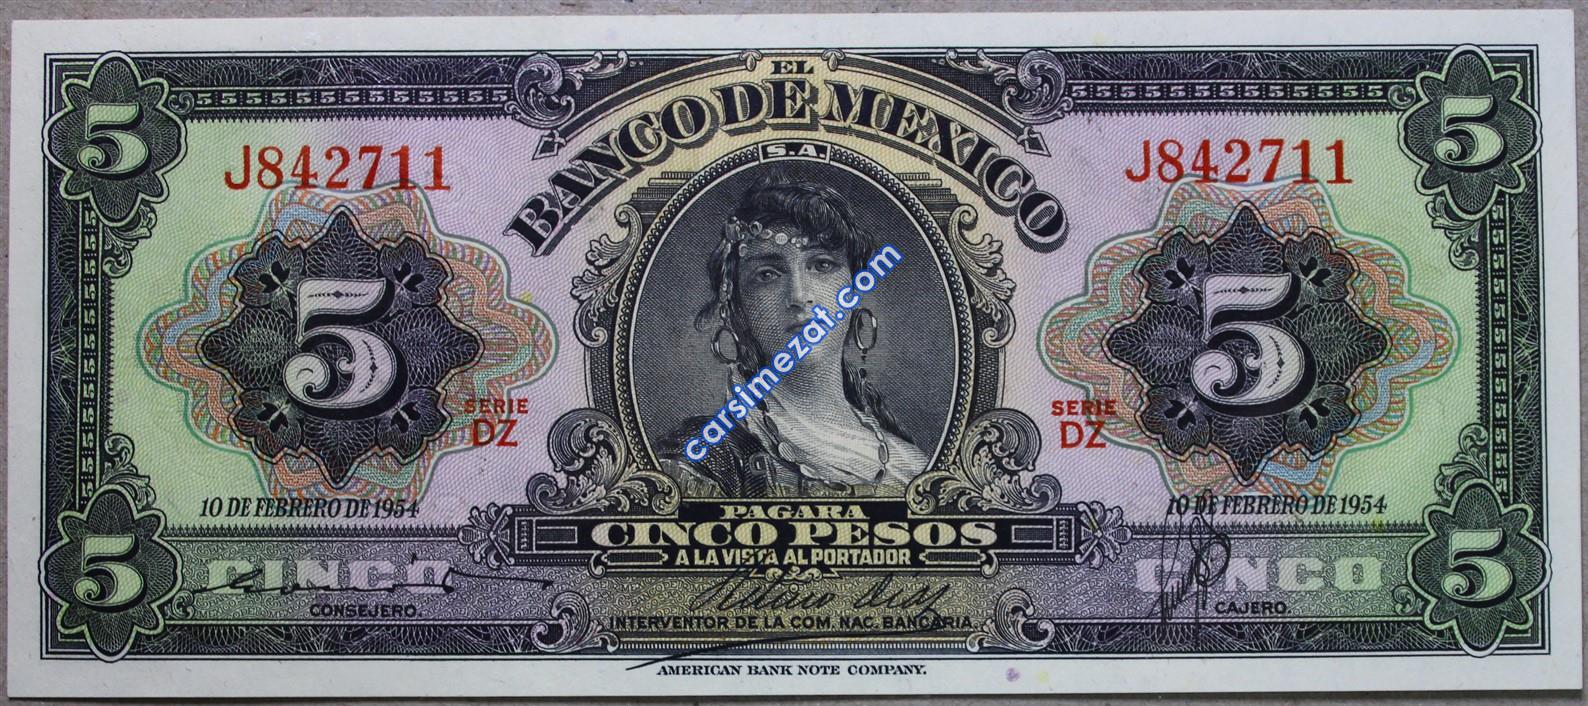 EL
BANCO DE MEXICO
S.A.
5 5
J842711 J842711
5 5
SERIE SERIE
DZ DZ
carsimezat.com
10 DE FEBRERO DE 1954 10 DE FEBRERO DE 1954
PAGARA
CINCO PESOS
A LA VISTA AL PORTADOR
5 CINCO CINCO 5
CONSEJERO. CAJERO.
INTERVENTOR DE LA COM. NAC. BANCARIA.
AMERICAN BANK NOTE COMPANY.